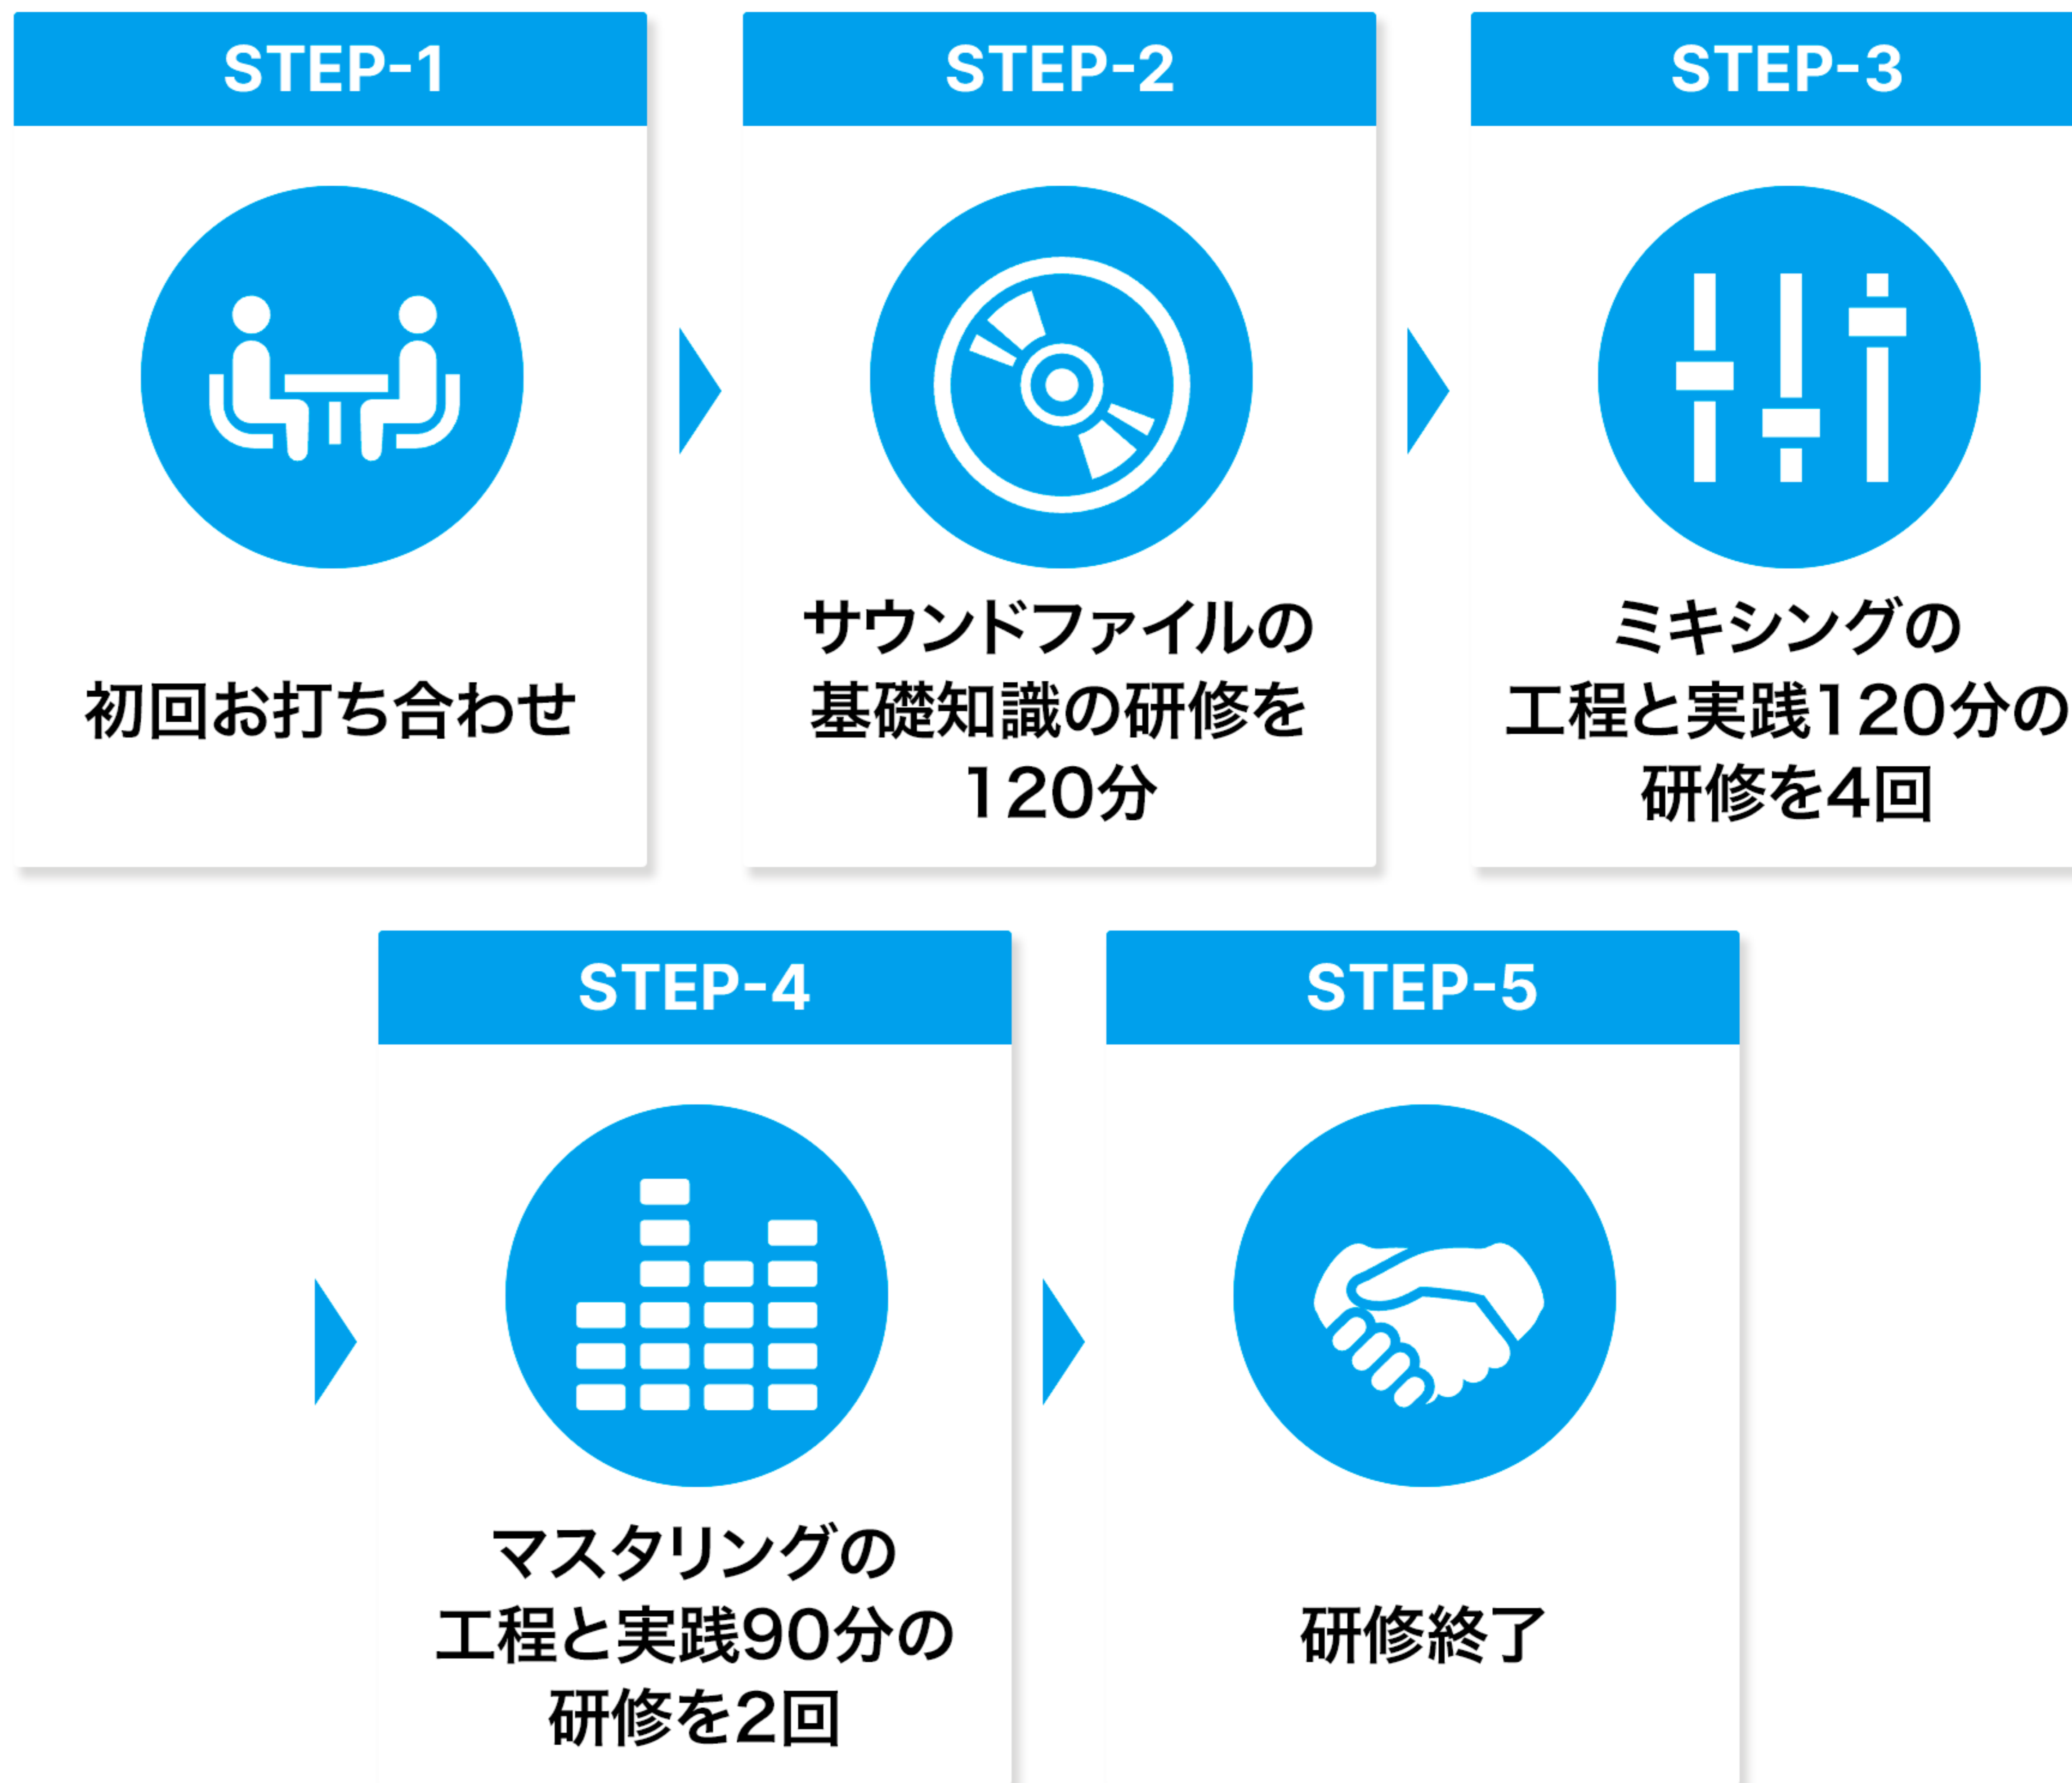 STEP-1
初回お打ち合わせ
STEP-2
サウンドファイルの
基礎知識の研修を
120分
STEP-3
ミキシングの
工程と実践120分の
研修を4回
STEP-4
マスタリングの
工程と実践90分の
研修を2回
STEP-5
研修終了